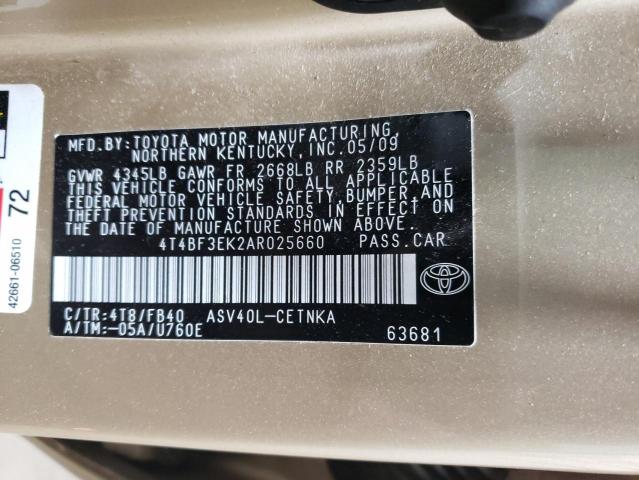 MFD.BY:TOYOTA MOTOR MANUFACTURING,
NORTHERN KENTUCKY,INC.05/09
GVWR 4345LB GAWR FR 2668LB RR 2359LB
THIS VEHICLE CONFORMS TO ALL APPLICABLE
FEDERAL MOTOR VEHICLE SAFETY,BUMPER,AND
THEFT PREVENTION STANDARDS IN EFFECT ON
THE DATE OF MANUFACTURE SHOWN ABOVE.
4T4BF3EK2AR025660 PASS.CAR
C/TR:4T8/FB40 ASV40L-CETNKA
A/TM:-05A/U760E 63681
42661-06510
72